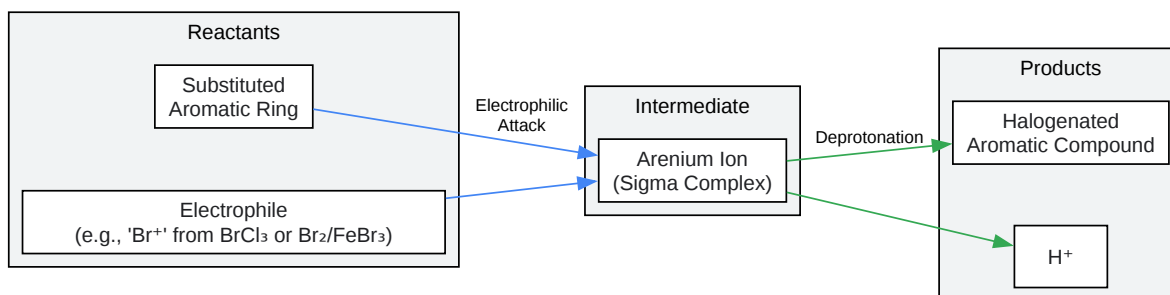 Reactants
Substituted
Aromatic Ring
Electrophile
(e.g., 'Br⁺' from BrCl₃ or Br₂/FeBr₃)
Electrophilic
Attack
Intermediate
Arenium Ion
(Sigma Complex)
Deprotonation
Products
Halogenated
Aromatic Compound
H⁺